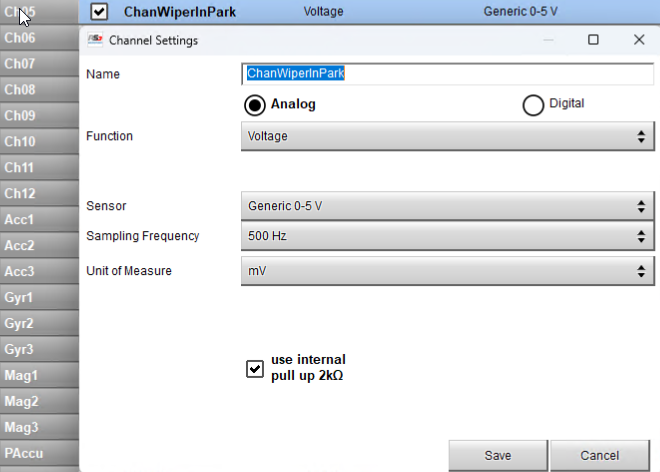 Ch05 ChanWiperInPark Voltage Generic 0-5 V
Ch06
Channel Settings
Ch07
Name ChanWiperInPark
Ch08
Analog Digital
Ch09
Function Voltage
Ch10
Ch11
Ch12
Sensor Generic 0-5 V
Acc1
Sampling Frequency 500 Hz
Acc2
Acc3
Unit of Measure mV
Gyr1
Gyr2
Gyr3
use internal
pull up 2kΩ
Mag1
Mag2
Mag3
PAccu
Save Cancel